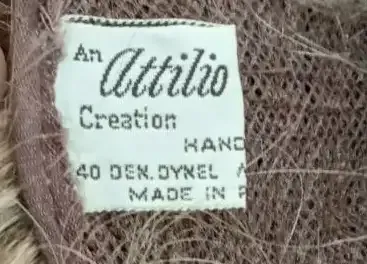 An Attilio
Creation
HAND
40 DEN. DYNEL
MADE IN